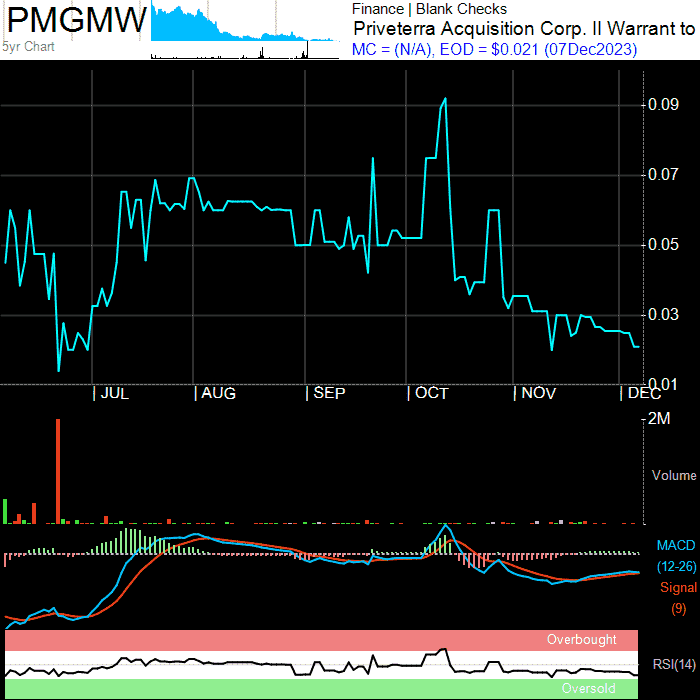 PMGMW
5yr Chart
Finance | Blank Checks
Priveterra Acquisition Corp. II Warrant to
MC = (N/A), EOD = $0.021 (07Dec2023)
0.09
0.07
0.05
0.03
0.01
| JUL | AUG | SEP | OCT | NOV | DEC
2M
Volume
MACD
(12-26)
Signal
(9)
Overbought
RSI(14)
Oversold